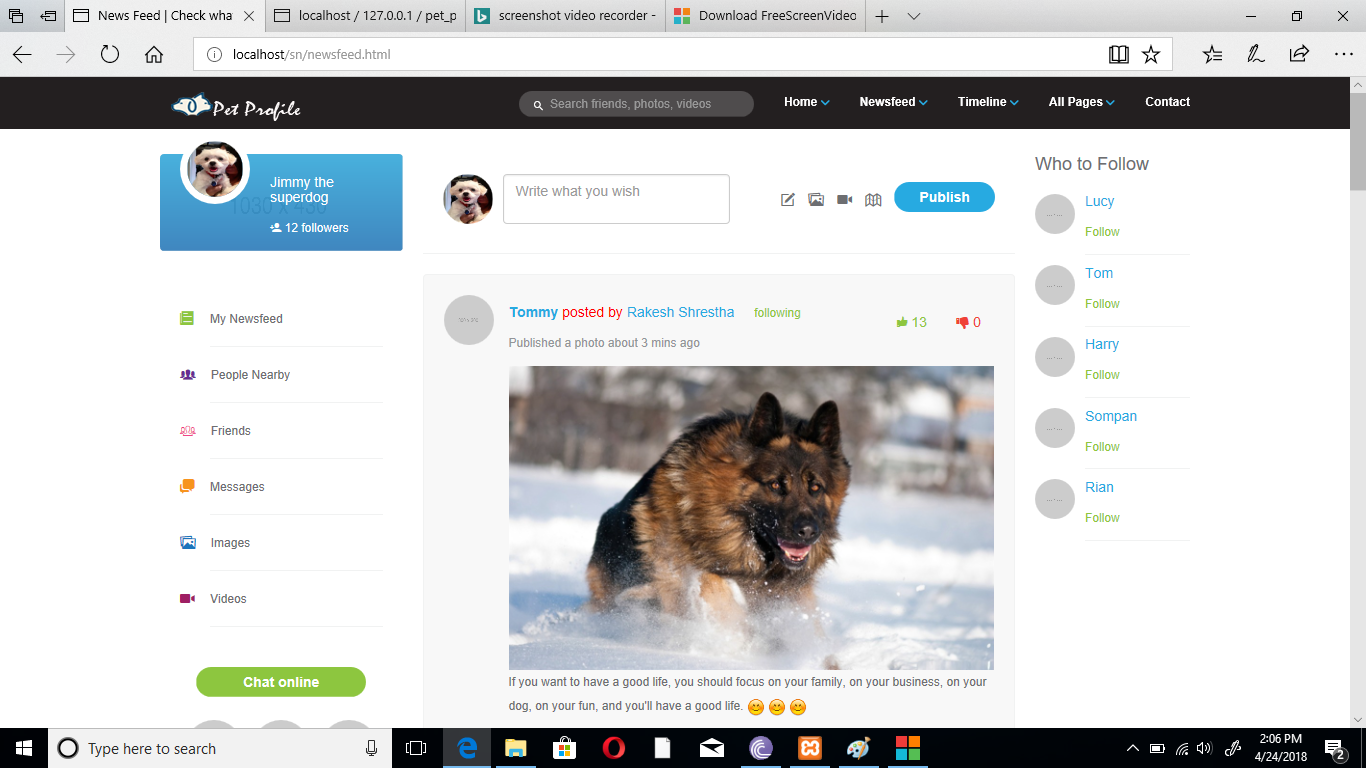 News Feed | Check wha
localhost / 127.0.0.1 / pet_p
screenshot video recorder -
Download FreeScreenVideo
localhost/sn/newsfeed.html
Pet Profile
Search friends, photos, videos
Home
Newsfeed
Timeline
All Pages
Contact
Jimmy the
superdog
1030 x 430
12 followers
My Newsfeed
People Nearby
Friends
Messages
Images
Videos
Chat online
Write what you wish
Publish
Tommy posted by Rakesh Shrestha following
13
0
Published a photo about 3 mins ago
If you want to have a good life, you should focus on your family, on your business, on your
dog, on your fun, and you'll have a good life. 😊 😊 😊
Who to Follow
Lucy
Follow
Tom
Follow
Harry
Follow
Sompan
Follow
Rian
Follow
Type here to search
2:06 PM
4/24/2018
2